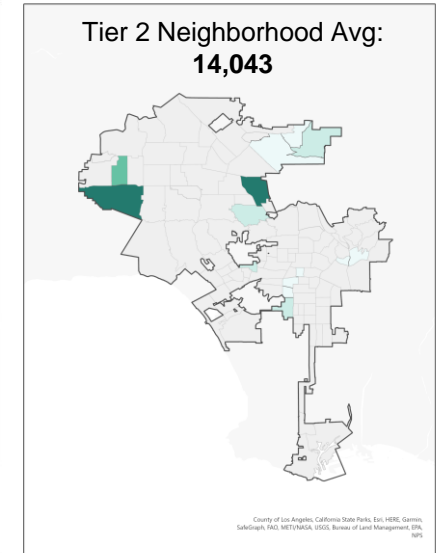 Tier 2 Neighborhood Avg:
14,043
County of Los Angeles, California State Parks, Esri, HERE, Garmin,
SafeGraph, FAO, METI/NASA, USGS, Bureau of Land Management, EPA,
NPS